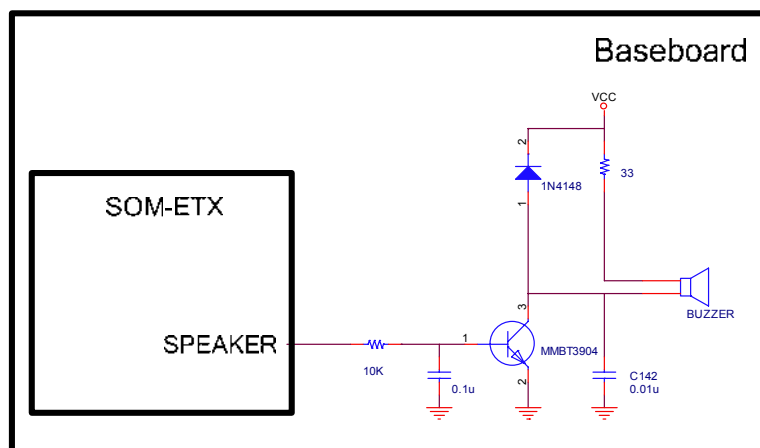 Baseboard
VCC
2
1N4148
33
1
SOM-ETX
BUZZER
3
SPEAKER
1
MMBT3904
10K
0.1u
2
C142
0.01u